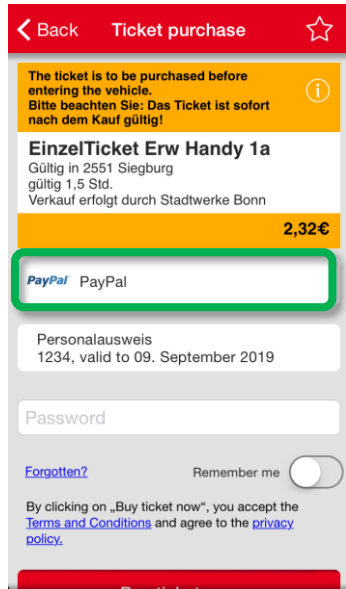 Back Ticket purchase
The ticket is to be purchased before
entering the vehicle.
Bitte beachten Sie: Das Ticket ist sofort
nach dem Kauf gültig!
EinzelTicket Erw Handy 1a
Gültig in 2551 Siegburg
gültig 1,5 Std.
Verkauf erfolgt durch Stadtwerke Bonn
2,32€
PayPal PayPal
Personalausweis
1234, valid to 09. September 2019
Password
Forgotten? Remember me
By clicking on „Buy ticket now“, you accept the
Terms and Conditions and agree to the privacy
policy.